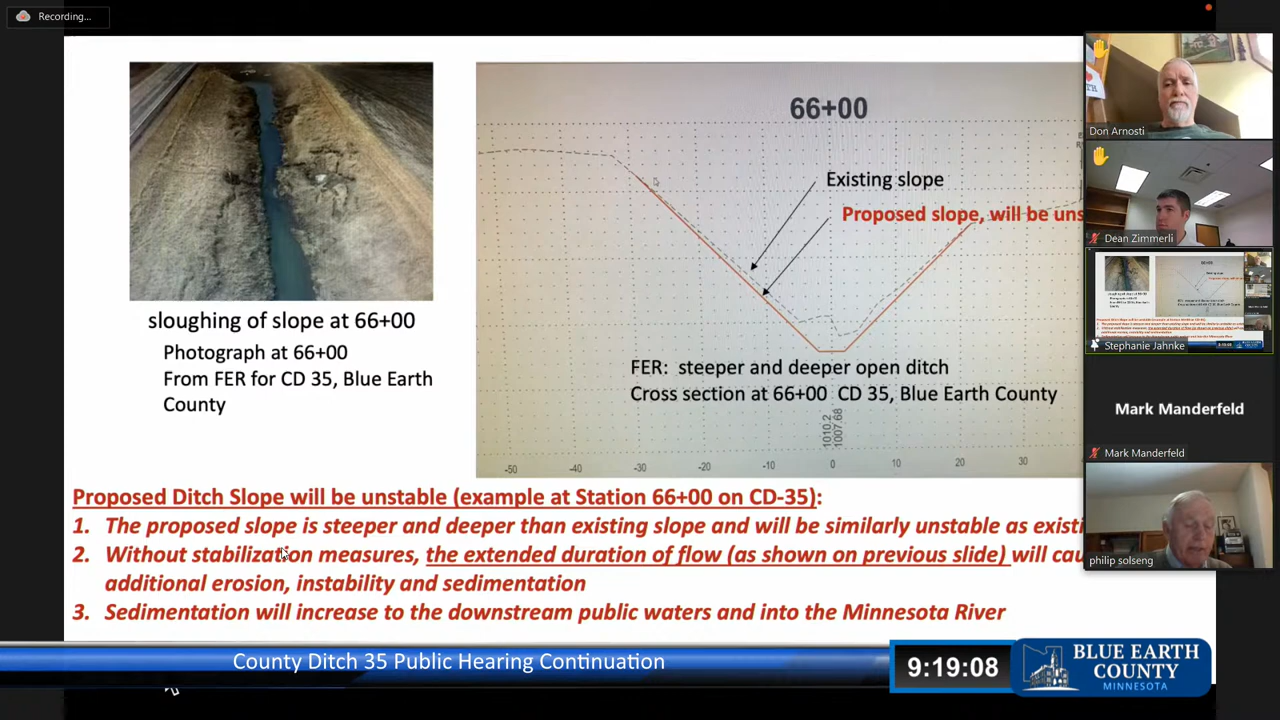 Recording...
66+00
Existing slope
Proposed slope, will be uns
sloughing of slope at 66+00
Photograph at 66+00
From FER for CD 35, Blue Earth
County
FER: steeper and deeper open ditch
Cross section at 66+00 CD 35, Blue Earth County
1010.2
1007.68
-50
-40
-30
-20
-10
0
10
20
30
Proposed Ditch Slope will be unstable (example at Station 66+00 on CD-35):
1. The proposed slope is steeper and deeper than existing slope and will be similarly unstable as existi
2. Without stabilization measures, the extended duration of flow (as shown on previous slide) will cau
additional erosion, instability and sedimentation
3. Sedimentation will increase to the downstream public waters and into the Minnesota River
Don Arnosti
Dean Zimmerli
Stephanie Jahnke
Mark Manderfeld
Mark Manderfeld
philip solseng
County Ditch 35 Public Hearing Continuation
9:19:08
BLUE EARTH
COUNTY
MINNESOTA